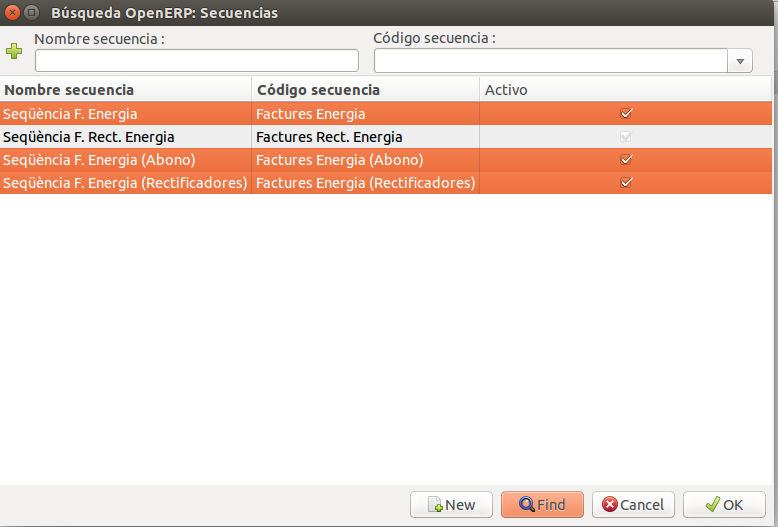 Búsqueda OpenERP: Secuencias
Nombre secuencia :
Código secuencia :
Nombre secuencia Código secuencia Activo
Seqüència F. Energia Factures Energia
Seqüència F. Rect. Energia Factures Rect. Energia
Seqüència F. Energia (Abono) Factures Energia (Abono)
Seqüència F. Energia (Rectificadores) Factures Energia (Rectificadores)
New Find Cancel OK